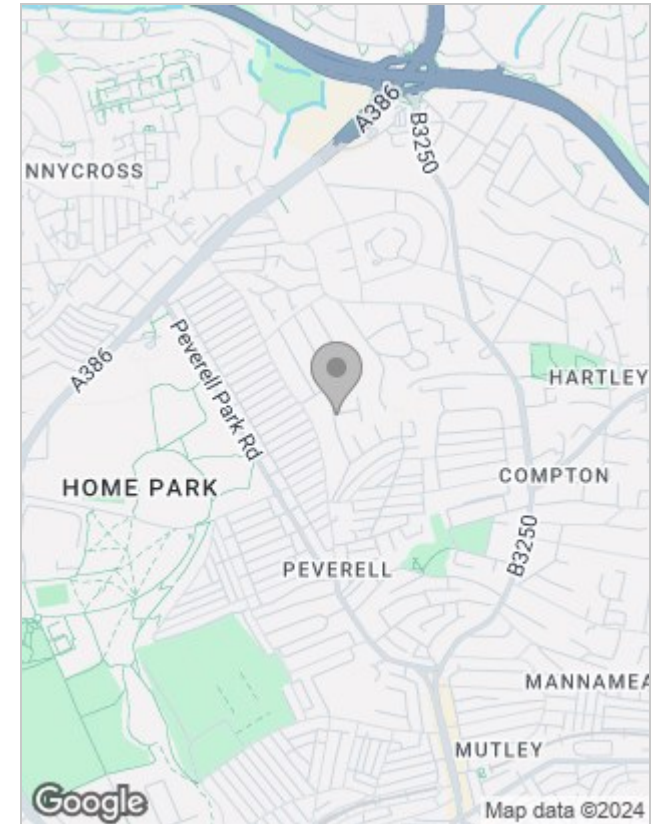 A386
B3250
NNYCROSS
Peverell Park Rd
A386
HARTLEY
HOME PARK
COMPTON
B3250
PEVERELL
MANNAMEA
MUTLEY
Google
Map data ©2024